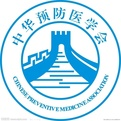 中华预防医学会
CHINESE PREVENTIVE MEDICINE ASSOCIATION